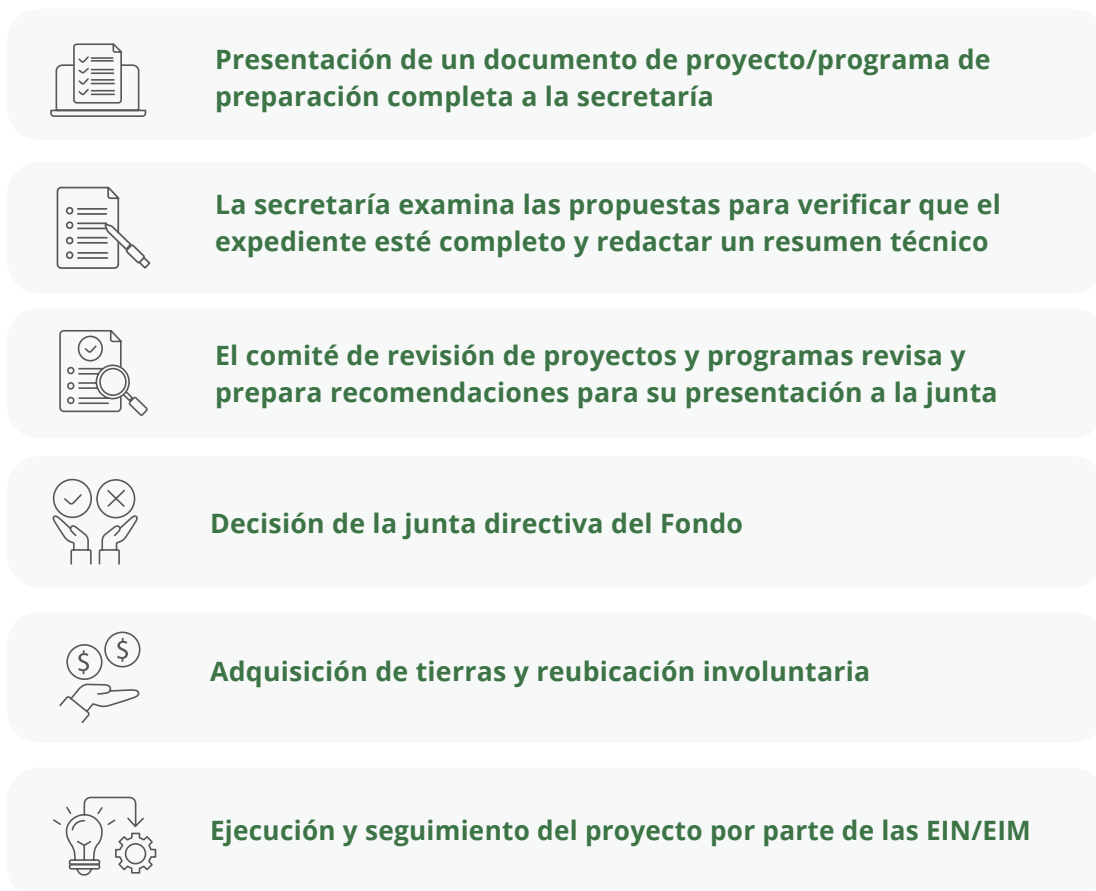 Presentación de un documento de proyecto/programa de
preparación completa a la secretaría
La secretaría examina las propuestas para verificar que el
expediente esté completo y redactar un resumen técnico
El comité de revisión de proyectos y programas revisa y
prepara recomendaciones para su presentación a la junta
Decisión de la junta directiva del Fondo
$ $
Adquisición de tierras y reubicación involuntaria
Ejecución y seguimiento del proyecto por parte de las EIN/EIM